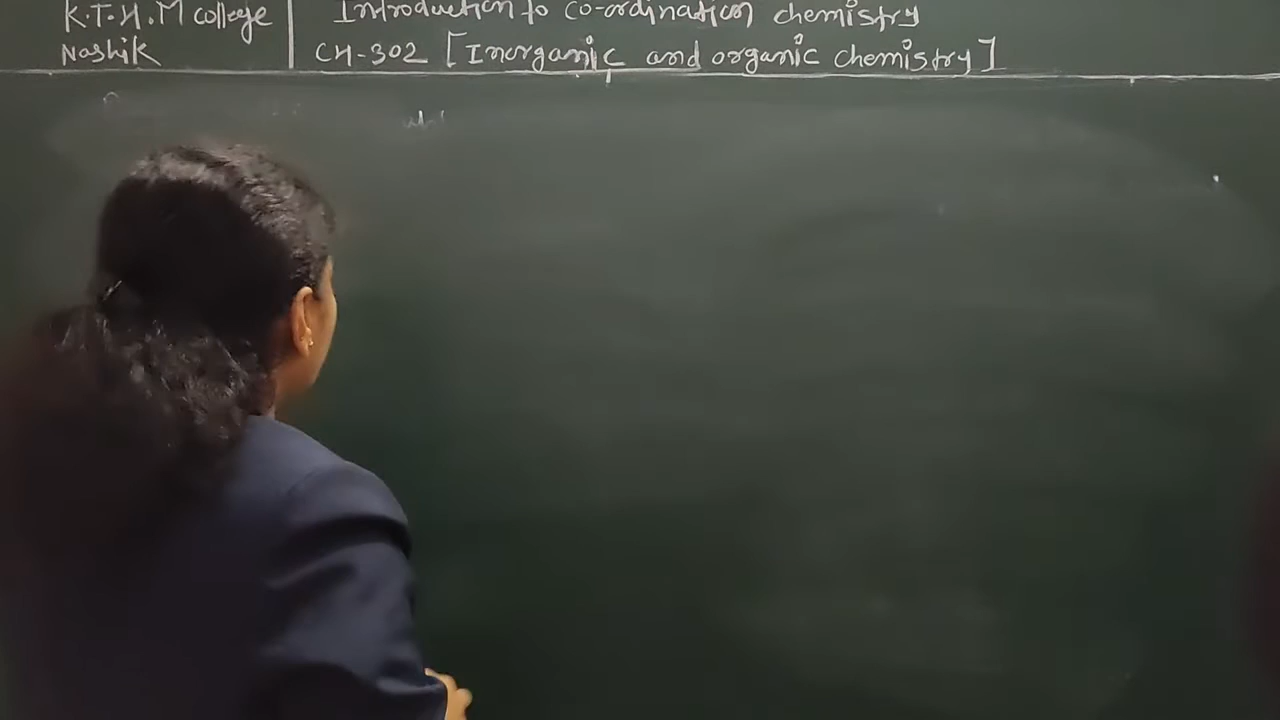 K.T.H.M college
Nashik
Introduction to co-ordination chemistry
CH-302 [Inorganic and organic chemistry]